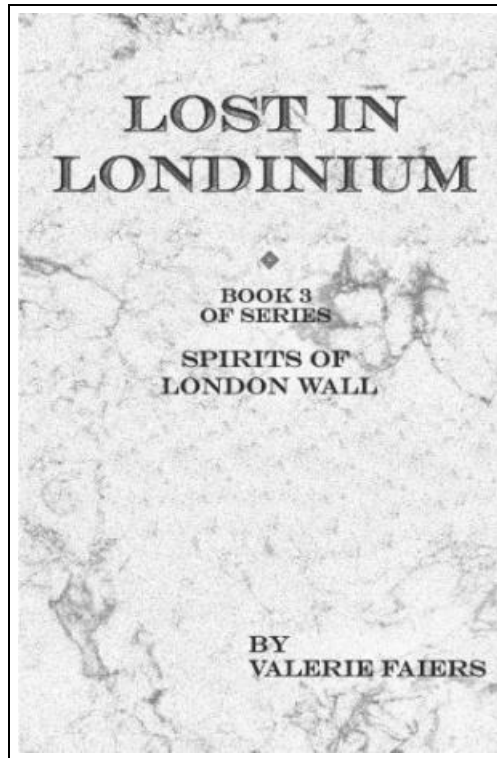 LOST IN
LONDINIUM
BOOK 3
OF SERIES
SPIRITS OF
LONDON WALL
BY
VALERIE FAIERS